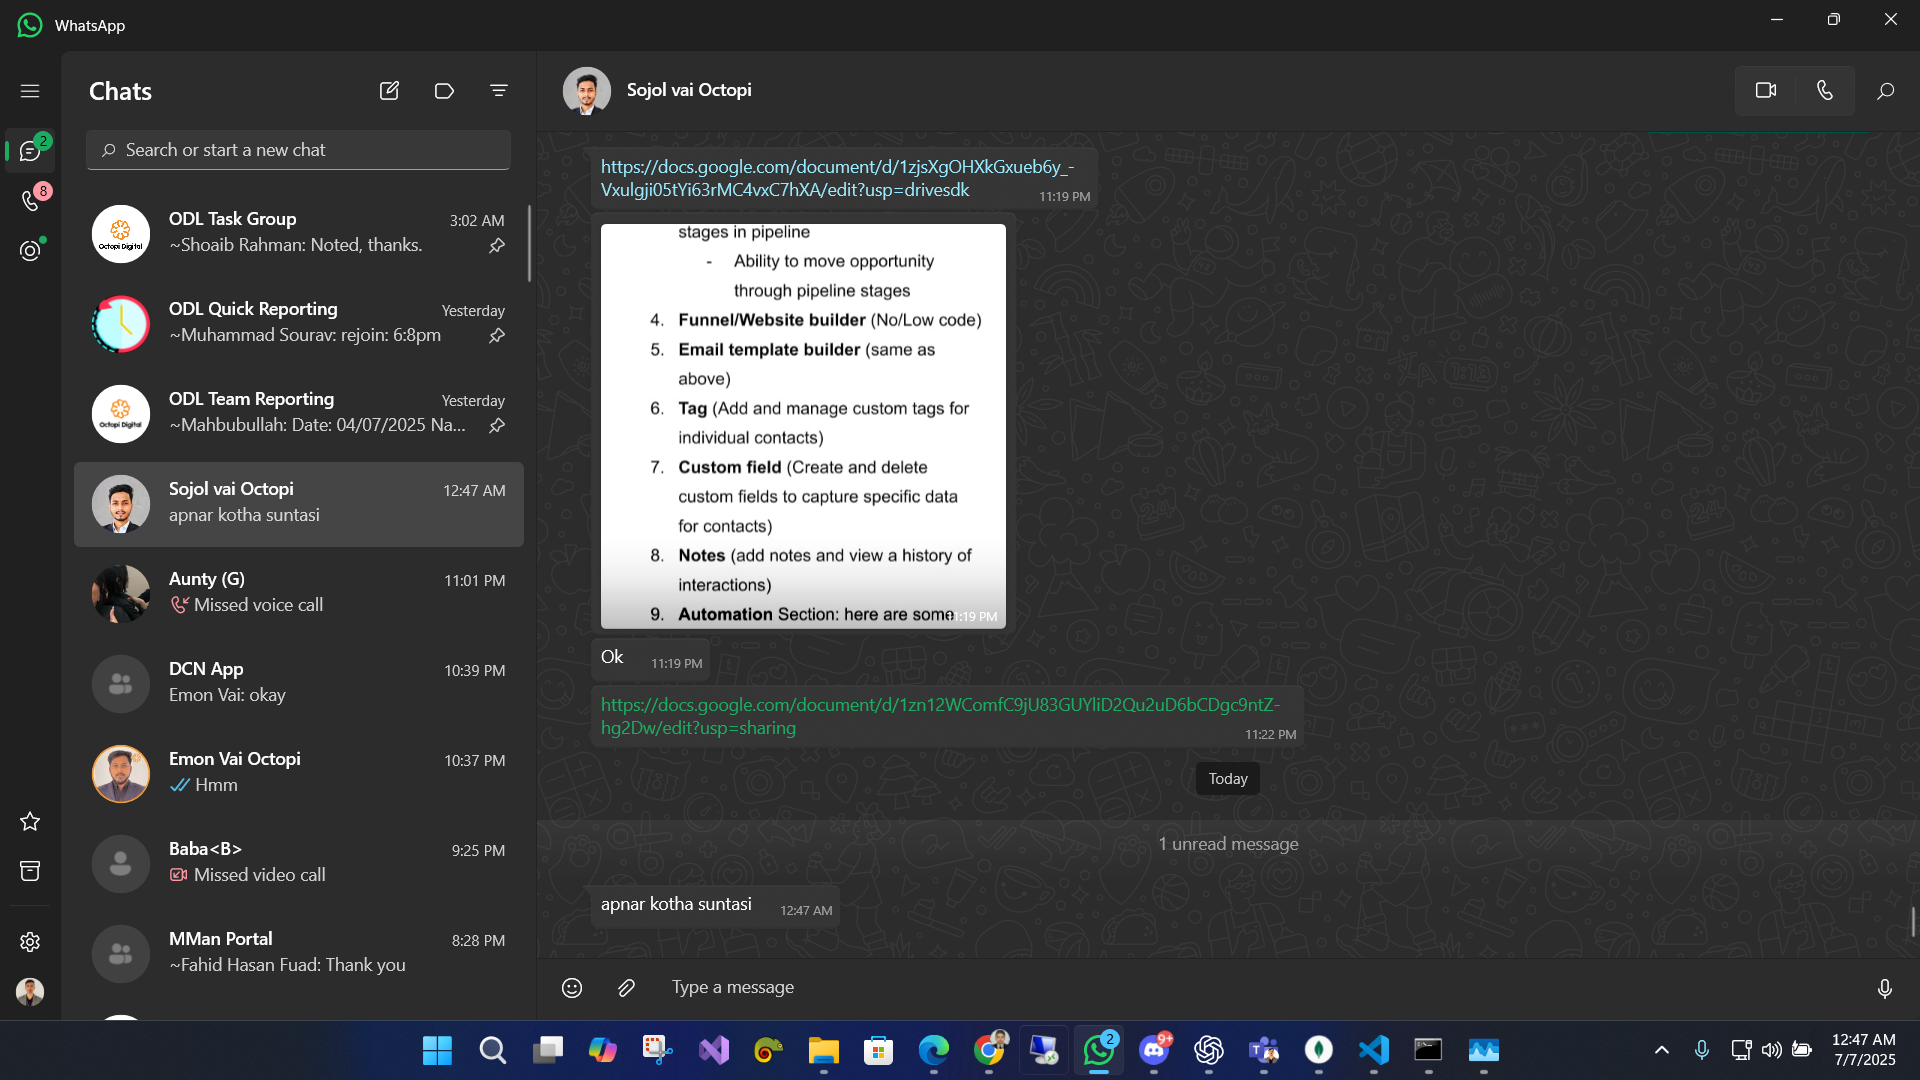 WhatsApp
Chats
Search or start a new chat
2
8
Octopi Digital
ODL Task Group
3:02 AM
~Shoaib Rahman: Noted, thanks.
ODL Quick Reporting
Yesterday
~Muhammad Sourav: rejoin: 6:8pm
Octopi Digital
ODL Team Reporting
Yesterday
~Mahbubullah: Date: 04/07/2025 Na...
Sojol vai Octopi
12:47 AM
apnar kotha suntasi
Aunty (G)
11:01 PM
Missed voice call
DCN App
10:39 PM
Emon Vai: okay
Emon Vai Octopi
10:37 PM
Hmm
Baba<B>
9:25 PM
Missed video call
MMan Portal
8:28 PM
~Fahid Hasan Fuad: Thank you
Sojol vai Octopi
https://docs.google.com/document/d/1zjsXgOHXkGxueb6y_-
Vxulgji05tYi63rMC4vxC7hXA/edit?usp=drivesdk
11:19 PM
stages in pipeline
- Ability to move opportunity
through pipeline stages
4. Funnel/Website builder (No/Low code)
5. Email template builder (same as
above)
6. Tag (Add and manage custom tags for
individual contacts)
7. Custom field (Create and delete
custom fields to capture specific data
for contacts)
8. Notes (add notes and view a history of
interactions)
9. Automation Section: here are some
11:19 PM
Ok
11:19 PM
https://docs.google.com/document/d/1zn12WComfC9jU83GUYliD2Qu2uD6bCDgc9ntZ-
hg2Dw/edit?usp=sharing
11:22 PM
Today
1 unread message
apnar kotha suntasi
12:47 AM
Type a message
2
9+
12:47 AM
7/7/2025